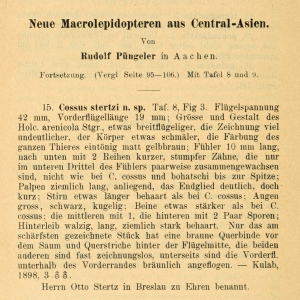 Neue Macrolepidopteren aus Central-Asien.
Von
Rudolf Püngeler in Aachen.
Fortsetzung. (Vergl Seite 95—106.) Mit Tafel 8 und 9.
15. Cossus stertzi n. sp. Taf. 8, Fig 3. Flügelspannung
42 mm, Vorderflügellänge 19 mm; Grösse und Gestalt des
Holc. arenicola Stgr., etwas breitflügeliger, die Zeichnung viel
undeutlicher, der Körper etwas schmäler, die Färbung des
ganzen Thieres eintönig matt gelbgrau; Fühler 10 mm lang,
nach unten mit 2 Reihen kurzer, stumpfer Zähne, die nur
im unteren Drittel des Fühlers paarweise zusammengewachsen
sind, nicht wie bei C. cossus und bohatschi bis zur Spitze;
Palpen ziemlich lang, anliegend, das Endglied deutlich, doch
kurz; Stirn etwas länger behaart als bei C. cossus; Augen
gross, schwarz, kugelig; Beine etwas stärker als bei C.
cossus; die mittleren mit 1, die hinteren mit 2 Paar Sporen;
Hinterleib walzig, lang, ziemlich stark behaart. Nur das am
schärfsten gezeichnete Stück hat eine braune Querbinde vor
dem Saum und Querstriche hinter der Flügelmitte, die beiden
anderen sind fast zeichnungslos, unterseits sind die Vorderfl.
unterhalb des Vorderrandes bräunlich angeflogen. — Kulab,
1898, 3 ♂♂.
Herrn Otto Stertz in Breslau zu Ehren benannt.